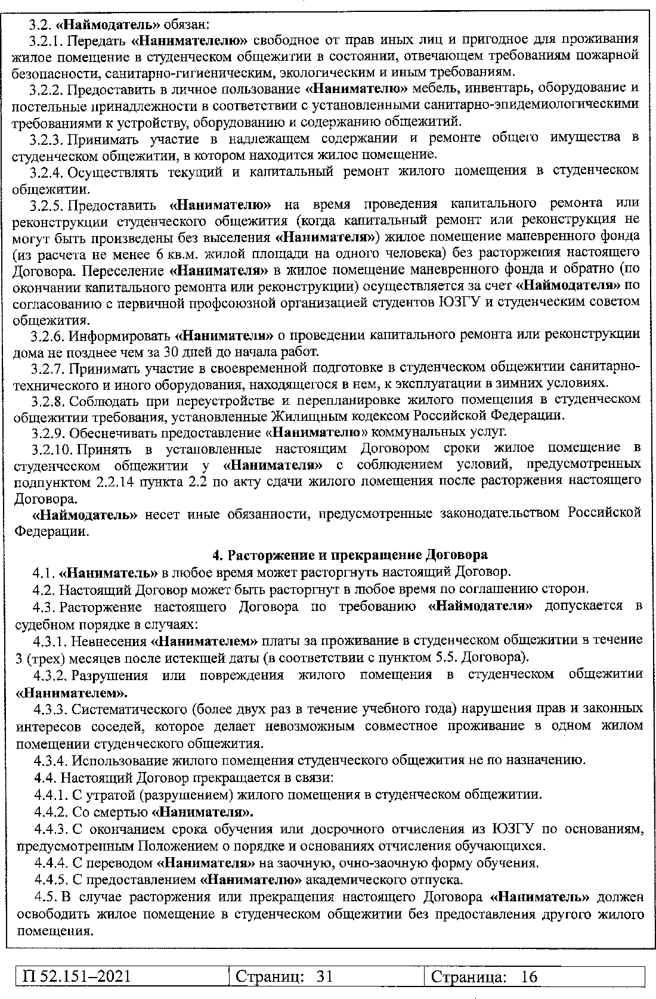 3.2. «Наймодатель» обязан:
3.2.1. Передать «Нанимателелю» свободное от прав иных лиц и пригодное для проживания
жилое помещение в студенческом общежитии в состоянии, отвечающем требованиям пожарной
безопасности, санитарно-гигиеническим, экологическим и иным требованиям.
3.2.2. Предоставить в личное пользование «Нанимателю» мебель, инвентарь, оборудование и
постельные принадлежности в соответствии с установленными санитарно-эпидемиологическими
требованиями к устройству, оборудованию и содержанию общежитий.
3.2.3. Принимать участие в надлежащем содержании и ремонте общего имущества в
студенческом общежитии, в котором находится жилое помещение.
3.2.4. Осуществлять текущий и капитальный ремонт жилого помещения в студенческом
общежитии.
3.2.5. Предоставить «Нанимателю» на время проведения капитального ремонта или
реконструкции студенческого общежития (когда капитальный ремонт или реконструкция не
могут быть произведены без выселения «Нанимателя») жилое помещение маневренного фонда
(из расчета не менее 6 кв.м. жилой площади на одного человека) без расторжения настоящего
Договора. Переселение «Нанимателя» в жилое помещение маневренного фонда и обратно (по
окончании капитального ремонта или реконструкции) осуществляется за счет «Наймодателя» по
согласованию с первичной профсоюзной организацией студентов ЮЗГУ и студенческим советом
общежития.
3.2.6. Информировать «Нанимателя» о проведении капитального ремонта или реконструкции
дома не позднее чем за 30 дней до начала работ.
3.2.7. Принимать участие в своевременной подготовке в студенческом общежитии санитарно-
технического и иного оборудования, находящегося в нем, к эксплуатации в зимних условиях.
3.2.8. Соблюдать при переустройстве и перепланировке жилого помещения в студенческом
общежитии требования, установленные Жилищным кодексом Российской Федерации.
3.2.9. Обеспечивать предоставление «Нанимателю» коммунальных услуг.
3.2.10. Принять в установленные настоящим Договором сроки жилое помещение в
студенческом общежитии у «Нанимателя» с соблюдением условий, предусмотренных
подпунктом 2.2.14 пункта 2.2 по акту сдачи жилого помещения после расторжения настоящего
Договора.
«Наймодатель» несет иные обязанности, предусмотренные законодательством Российской
Федерации.
4. Расторжение и прекращение Договора
4.1. «Наниматель» в любое время может расторгнуть настоящий Договор.
4.2. Настоящий Договор может быть расторгнут в любое время по соглашению сторон.
4.3. Расторжение настоящего Договора по требованию «Наймодателя» допускается в
судебном порядке в случаях:
4.3.1. Невнесения «Нанимателем» платы за проживание в студенческом общежитии в течение
3 (трех) месяцев после истекщей даты (в соответствии с пунктом 5.5. Договора).
4.3.2. Разрушения или повреждения жилого помещения в студенческом общежитии
«Нанимателем».
4.3.3. Систематического (более двух раз в течение учебного года) нарушения прав и законных
интересов соседей, которое делает невозможным совместное проживание в одном жилом
помещении студенческого общежития.
4.3.4. Использование жилого помещения студенческого общежития не по назначению.
4.4. Настоящий Договор прекращается в связи:
4.4.1. С утратой (разрушением) жилого помещения в студенческом общежитии.
4.4.2. Со смертью «Нанимателя».
4.4.3. С окончанием срока обучения или досрочного отчисления из ЮЗГУ по основаниям,
предусмотренным Положением о порядке и основаниях отчисления обучающихся.
4.4.4. С переводом «Нанимателя» на заочную, очно-заочную форму обучения.
4.4.5. С предоставлением «Нанимателю» академического отпуска.
4.5. В случае расторжения или прекращения настоящего Договора «Наниматель» должен
освободить жилое помещение в студенческом общежитии без предоставления другого жилого
помещения.
П 52.151–2021 Страниц: 31 Страница: 16